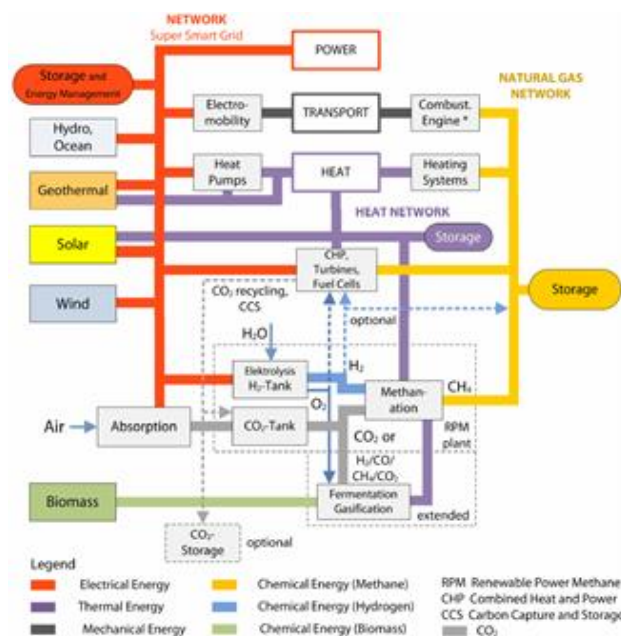 NETWORK
Super Smart Grid
POWER
Storage and
Energy Management
NATURAL GAS
NETWORK
Electro-
mobility
TRANSPORT
Combust.
Engine *
Hydro,
Ocean
Heat
Pumps
HEAT
Heating
Systems
Geothermal
HEAT NETWORK
Solar
Storage
CHP,
Turbines,
Fuel Cells
Storage
Wind
CO₂ recycling,
CCS
optional
H₂O
Elektrolysis
H₂-Tank
H₂
O₂
Methan-
ation
CH₄
Air
Absorption
CO₂-Tank
CO₂ or
RPM
plant
H₂/CO/
CH₄/CO₂
Biomass
Fermentation
Gasification
extended
CO₂-
Storage
optional
Legend
Electrical Energy
Chemical Energy (Methane)
RPM Renewable Power Methane
Thermal Energy
Chemical Energy (Hydrogen)
CHP Combined Heat and Power
CCS Carbon Capture and Storage
Mechanical Energy
Chemical Energy (Biomass)
CO₂